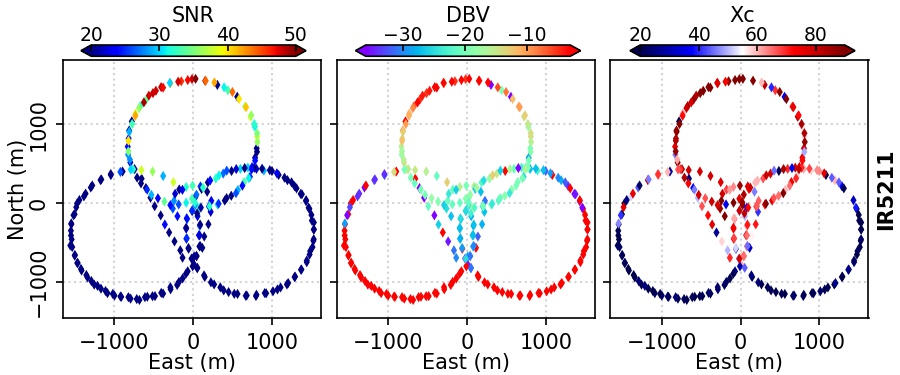 SNR DBV Xc
20 30 40 50 −30 −20 −10 20 40 60 80
North (m)
1000
0
−1000
IR5211
−1000 0 1000 −1000 0 1000 −1000 0 1000
East (m) East (m) East (m)